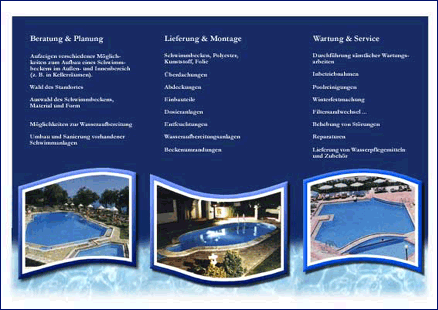 Beratung & Planung
Aufzeigen verschiedener Möglich-
keiten zum Aufbau eines Schwimm-
beckens im Außen- und Innenbereich
(z. B. in Kellerräumen).
Wahl des Standortes
Auswahl des Schwimmbeckens,
Material und Form
Möglichkeiten zur Wasseraufbereitung
Umbau und Sanierung vorhandener
Schwimmanlagen
Lieferung & Montage
Schwimmbecken, Polyester,
Kunststoff, Folie
Überdachungen
Abdeckungen
Einbauteile
Dosieranlagen
Entfeuchtungen
Wasseraufbereitungsanlagen
Beckenumrandungen
Wartung & Service
Durchführung sämtlicher Wartungs-
arbeiten
Inbetriebnahmen
Poolreinigungen
Winterfestmachung
Filtersandwechsel ...
Behebung von Störungen
Reparaturen
Lieferung von Wasserpflegemitteln
und Zubehör